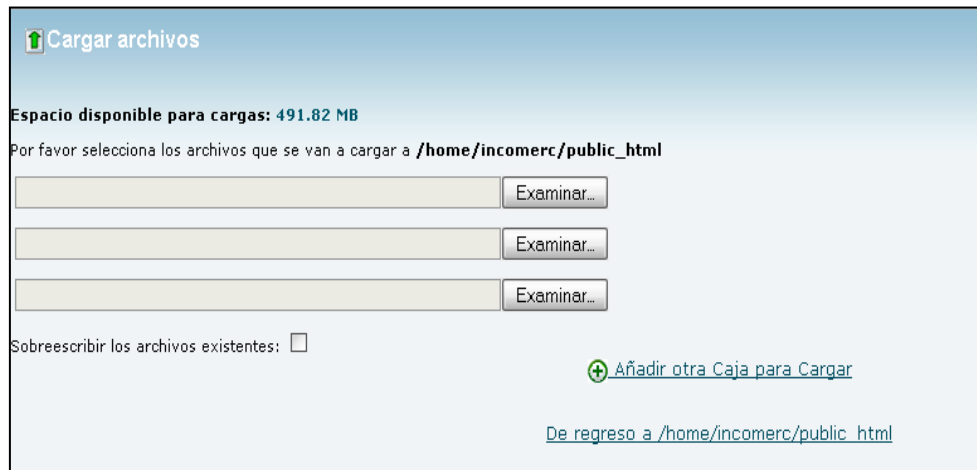 Cargar archivos
Espacio disponible para cargas: 491.82 MB
Por favor selecciona los archivos que se van a cargar a /home/incomerc/public_html
Examinar...
Examinar...
Examinar...
Sobreescribir los archivos existentes:
Añadir otra Caja para Cargar
De regreso a /home/incomerc/public_html